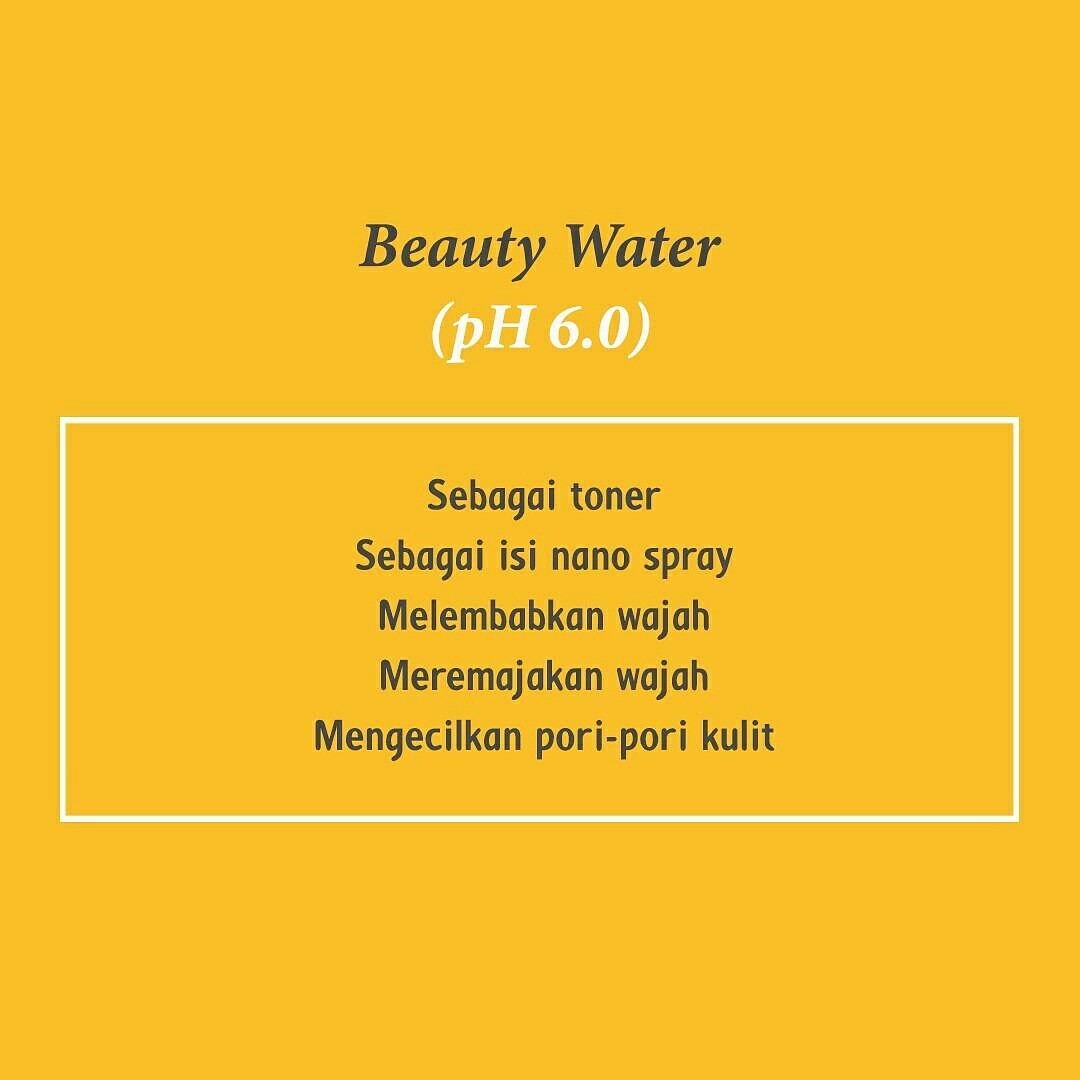 Beauty Water
(pH 6.0)
Sebagai toner
Sebagai isi nano spray
Melembabkan wajah
Meremajakan wajah
Mengecilkan pori-pori kulit